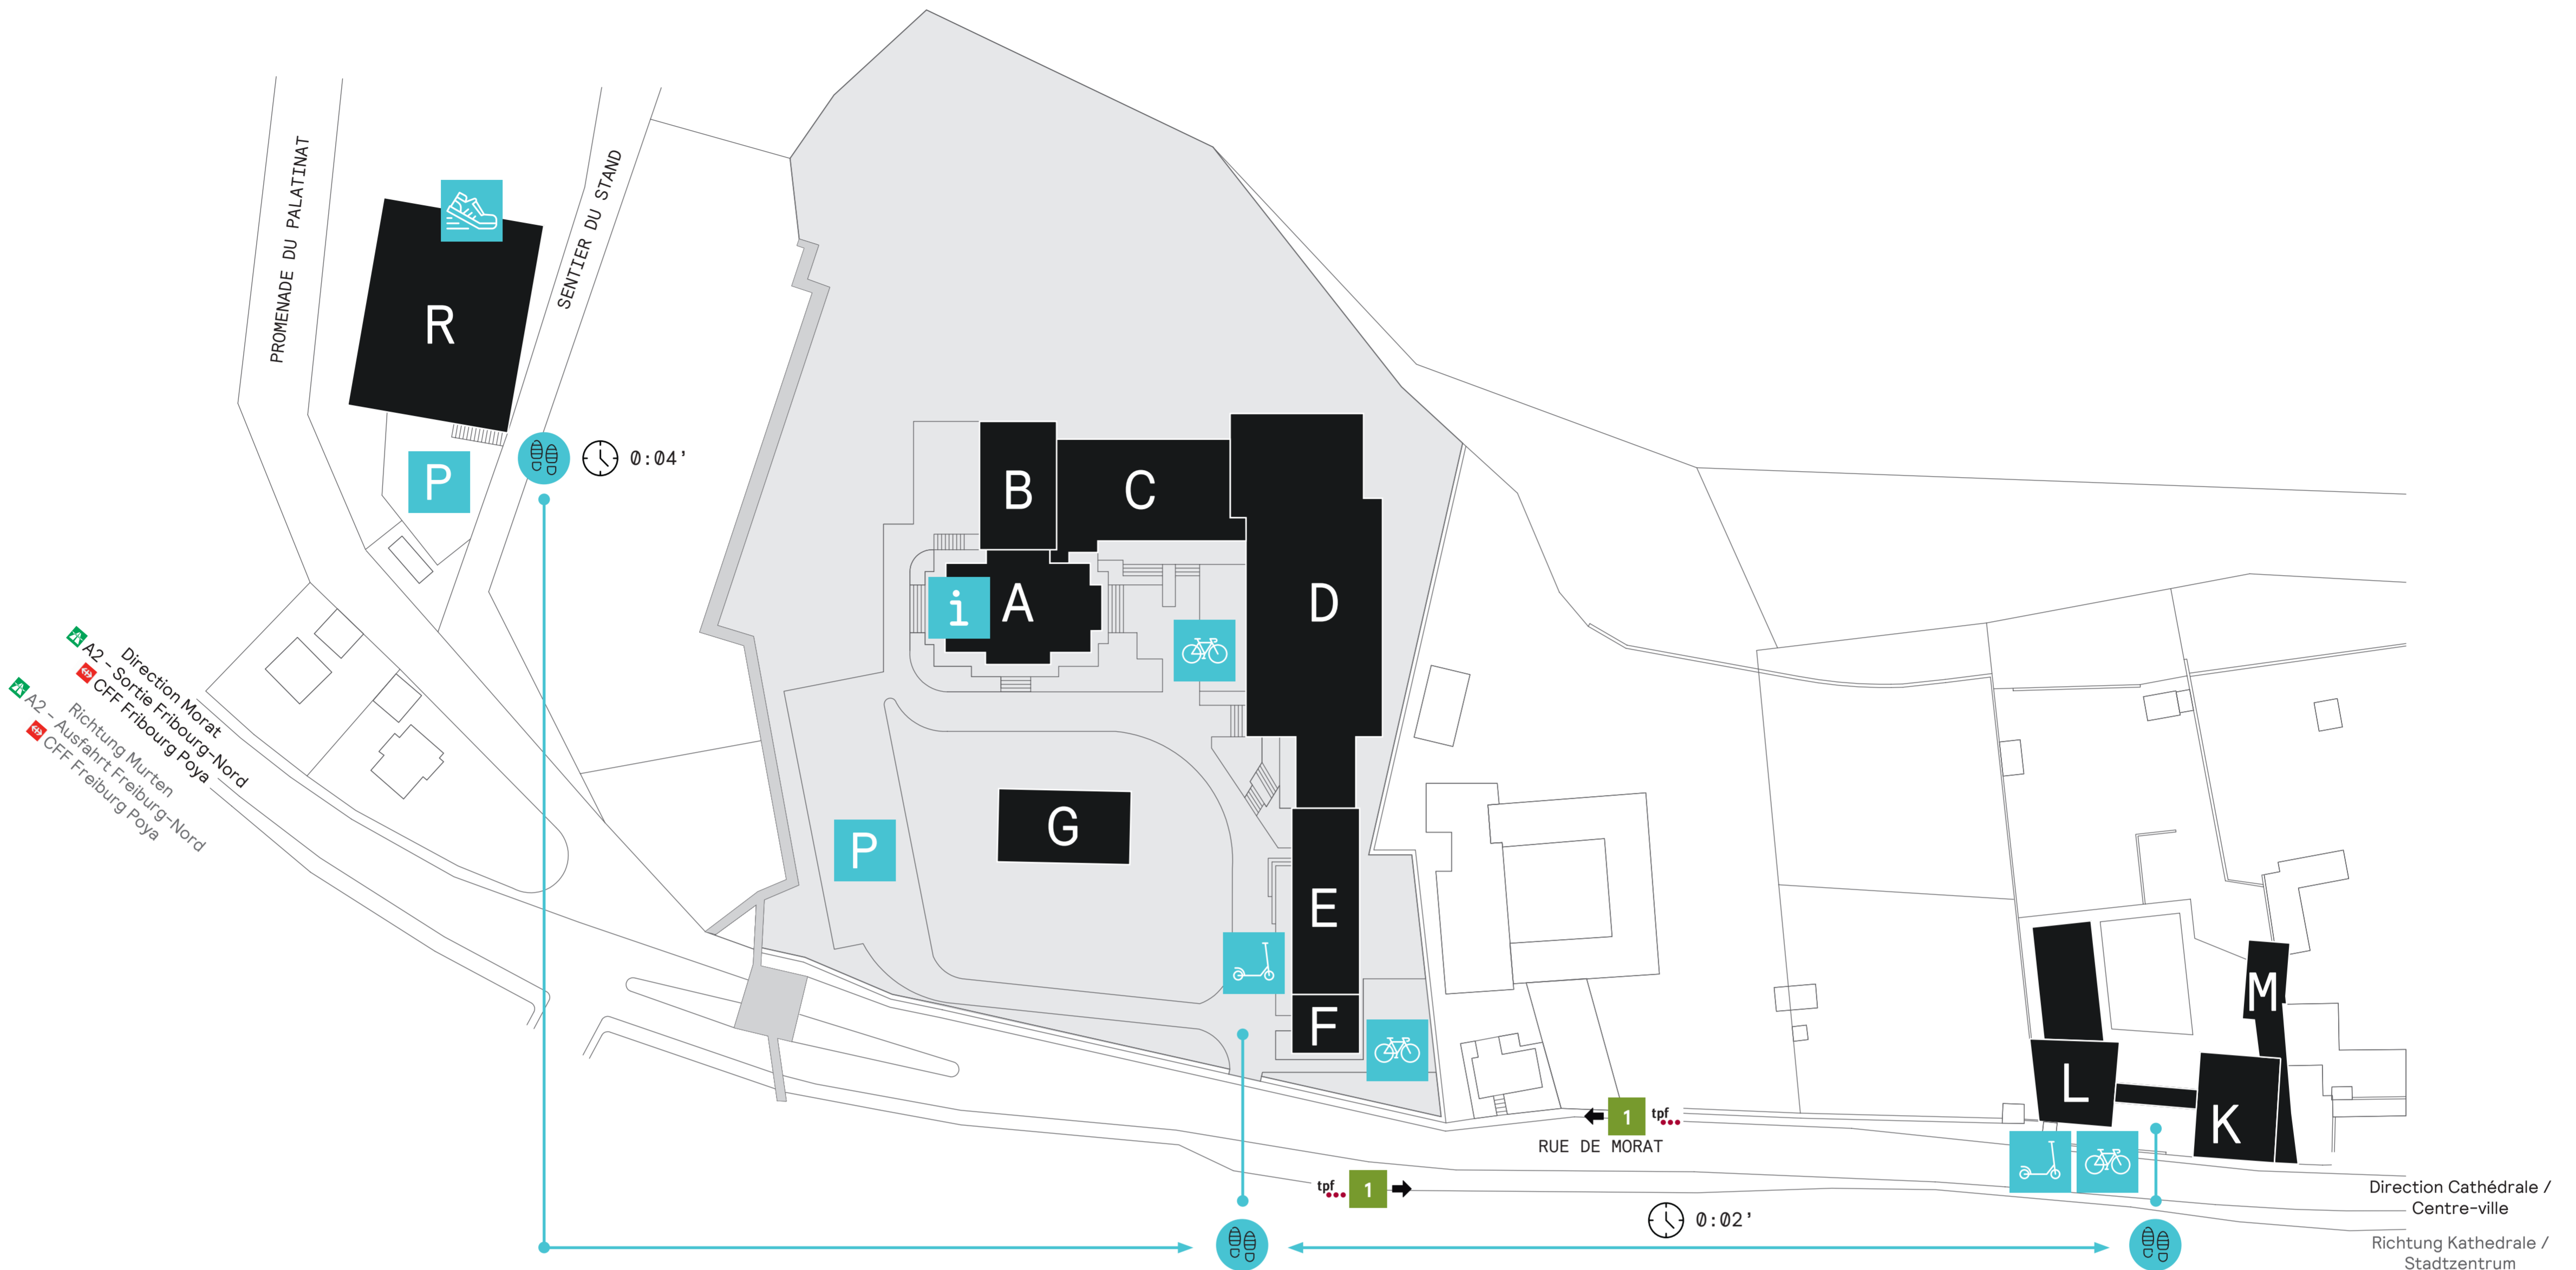 PROMENADE DU PALATINAT
SENTIER DU STAND
R
P
0:04'
B
C
i
A
D
G
P
E
F
M
L
K
Direction Morat
A2 - Sortie Fribourg-Nord
CFF Fribourg Poya
Richtung Murten
A2 - Ausfahrt Freiburg-Nord
CFF Freiburg Poya
1 tpf
RUE DE MORAT
tpf 1
0:02'
Direction Cathédrale /
Centre-ville
Richtung Kathedrale /
Stadtzentrum